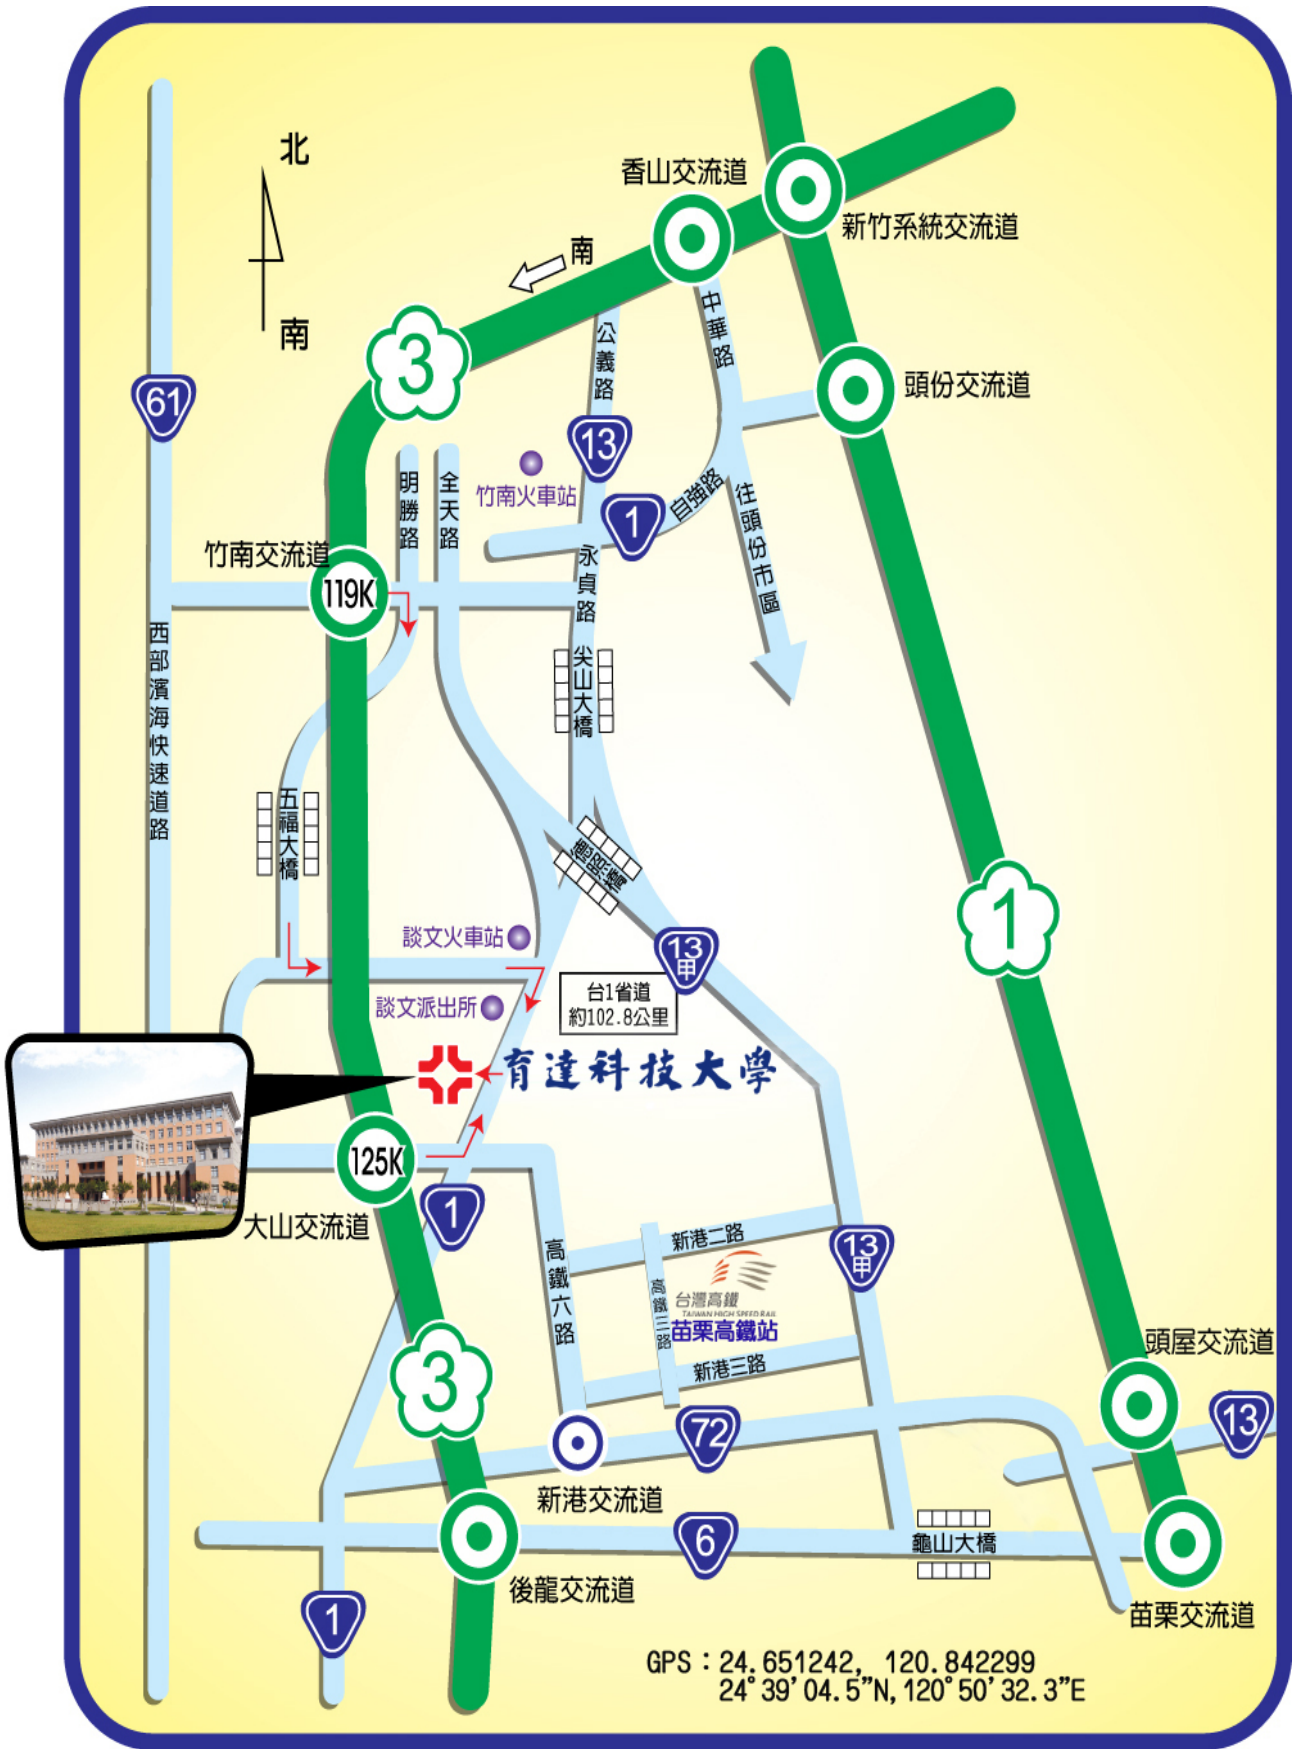 北
南
香山交流道
新竹系統交流道
南
中華路
公義路
3
61
頭份交流道
13
竹南火車站
明勝路
全天路
1
自強路
往頭份市區
竹南交流道
119K
永貞路
西部濱海快速道路
尖山大橋
五福大橋
德照橋
1
談文火車站
13甲
談文派出所
台1省道
約102.8公里
育達科技大學
125K
大山交流道
1
高鐵六路
新港二路
13甲
高鐵三路
台灣高鐵
TAIWAN HIGH SPEED RAIL
苗栗高鐵站
新港三路
3
頭屋交流道
13
72
新港交流道
6
龜山大橋
後龍交流道
1
苗栗交流道
GPS：24.651242, 120.842299
24°39'04.5"N, 120°50'32.3"E